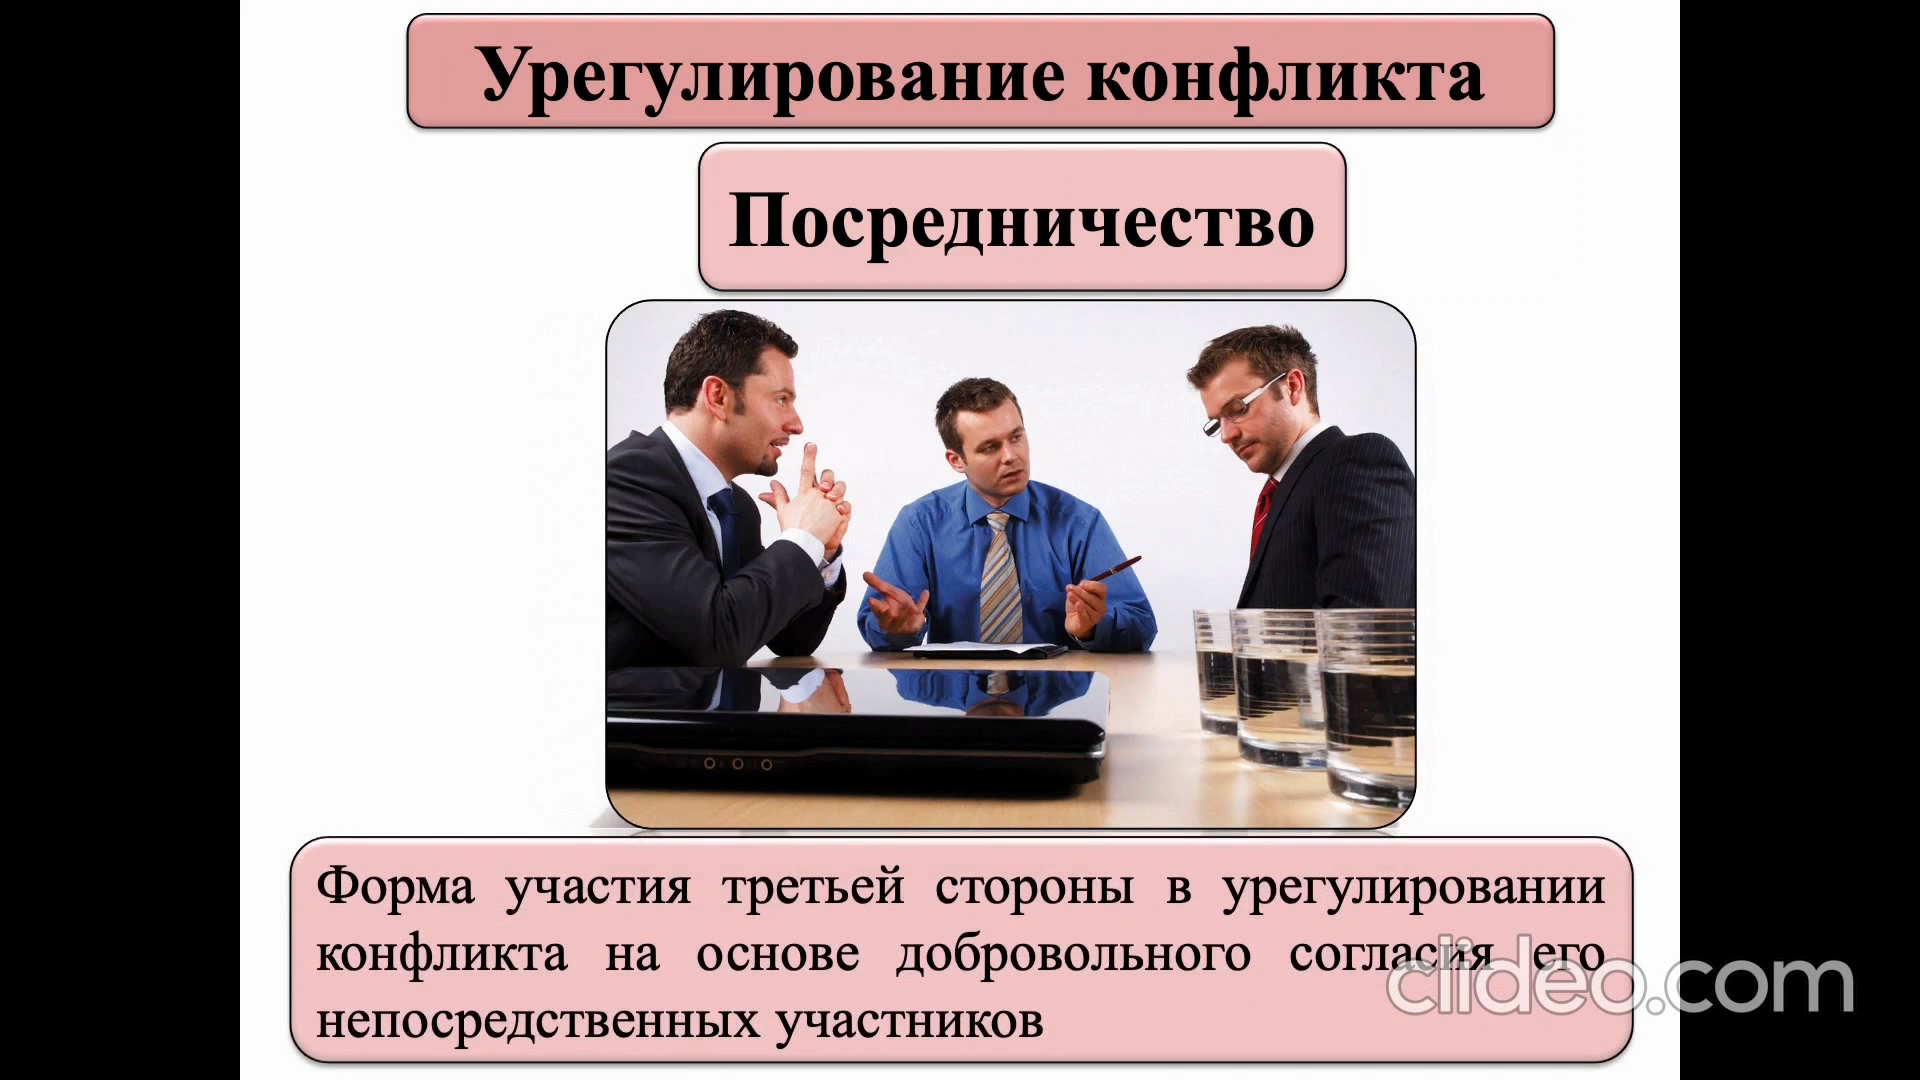 Урегулирование конфликта
Посредничество
Форма участия третьей стороны в урегулировании
конфликта на основе добровольного согласия его
непосредственных участников
clideo.com